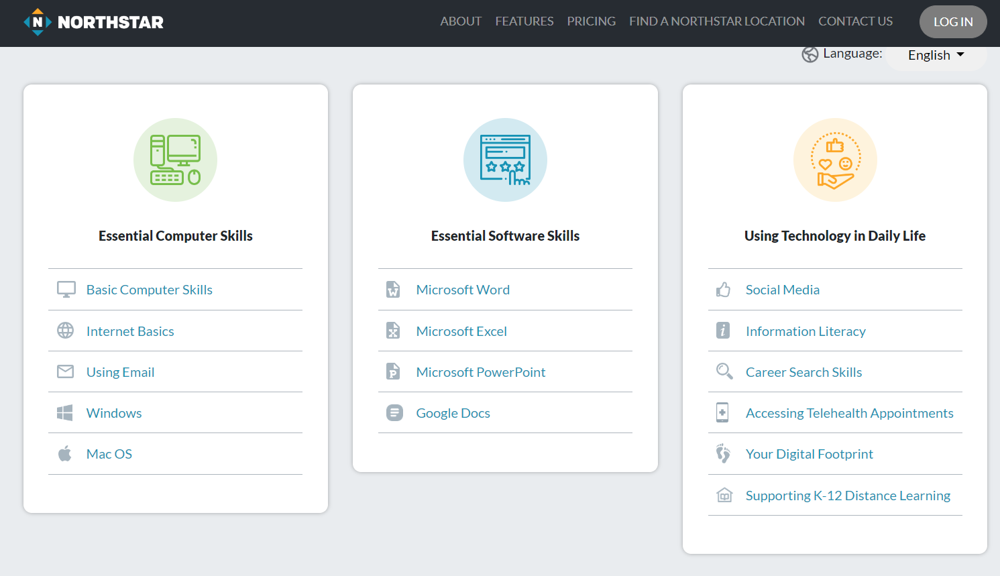 NORTHSTAR
ABOUT FEATURES PRICING FIND A NORTHSTAR LOCATION CONTACT US LOG IN
Language: English
Essential Computer Skills
Basic Computer Skills
Internet Basics
Using Email
Windows
Mac OS
Essential Software Skills
Microsoft Word
Microsoft Excel
Microsoft PowerPoint
Google Docs
Using Technology in Daily Life
Social Media
Information Literacy
Career Search Skills
Accessing Telehealth Appointments
Your Digital Footprint
Supporting K-12 Distance Learning